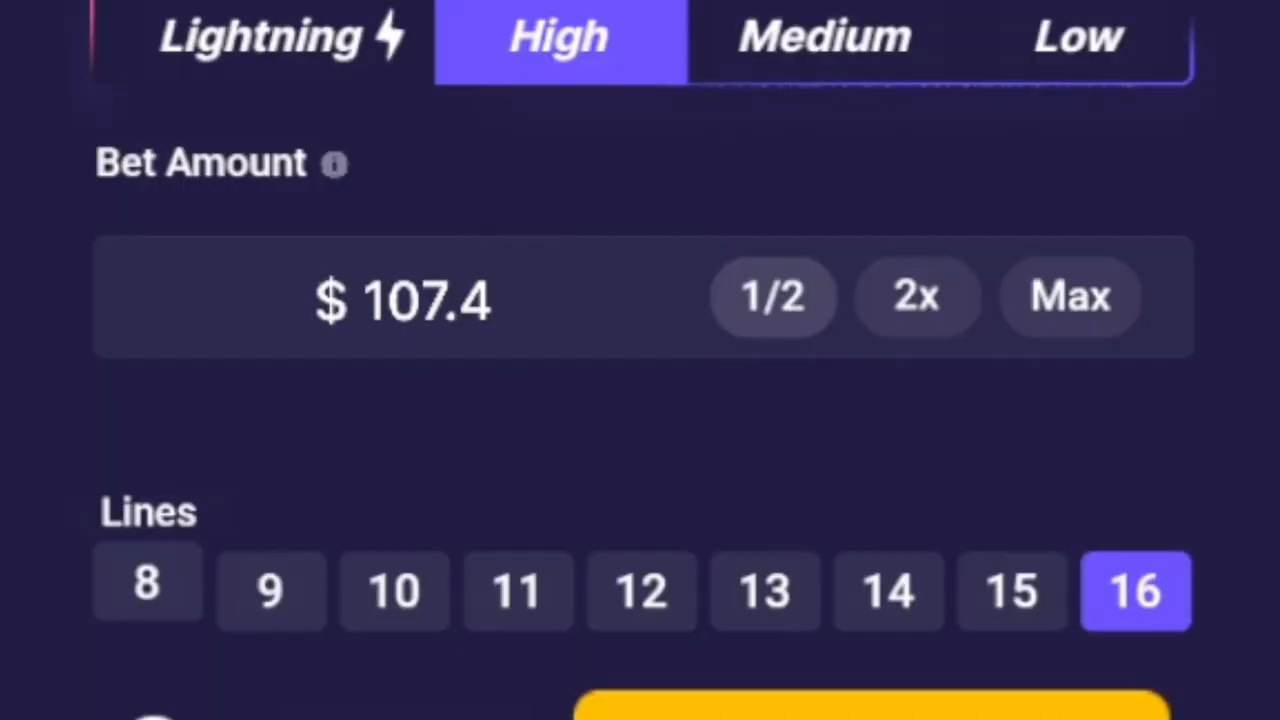 Lightning High Medium Low
Bet Amount
$ 107.4 1/2 2x Max
Lines
8 9 10 11 12 13 14 15 16